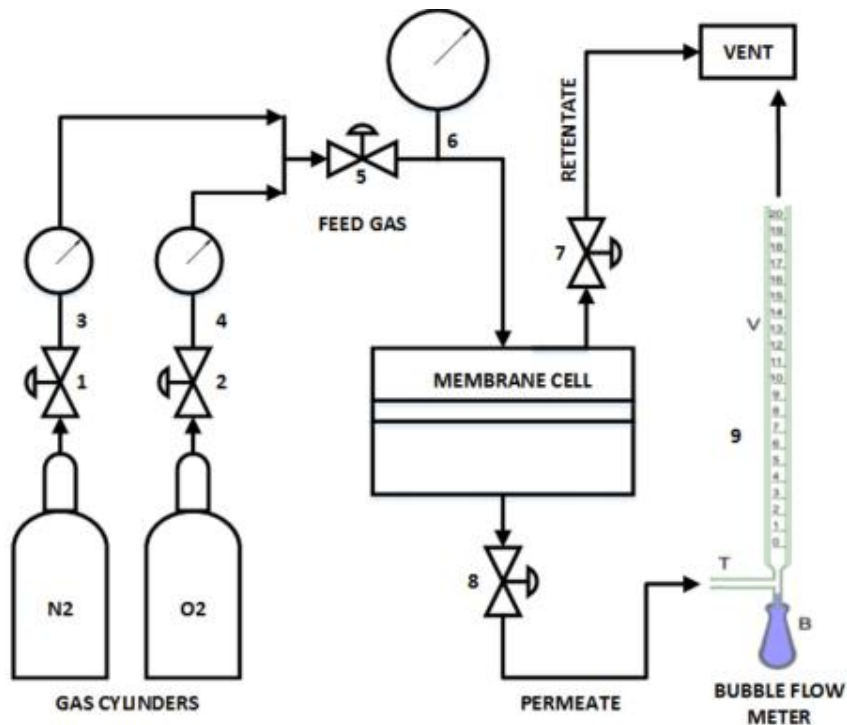 VENT
6
RETENTATE
5
FEED GAS
7
3
4
1
2
MEMBRANE CELL
20
19
18
17
16
15
14
13
12
11
10
9
8
7
6
5
4
3
2
1
0
V
9
T
8
B
N2
O2
GAS CYLINDERS
PERMEATE
BUBBLE FLOW
METER